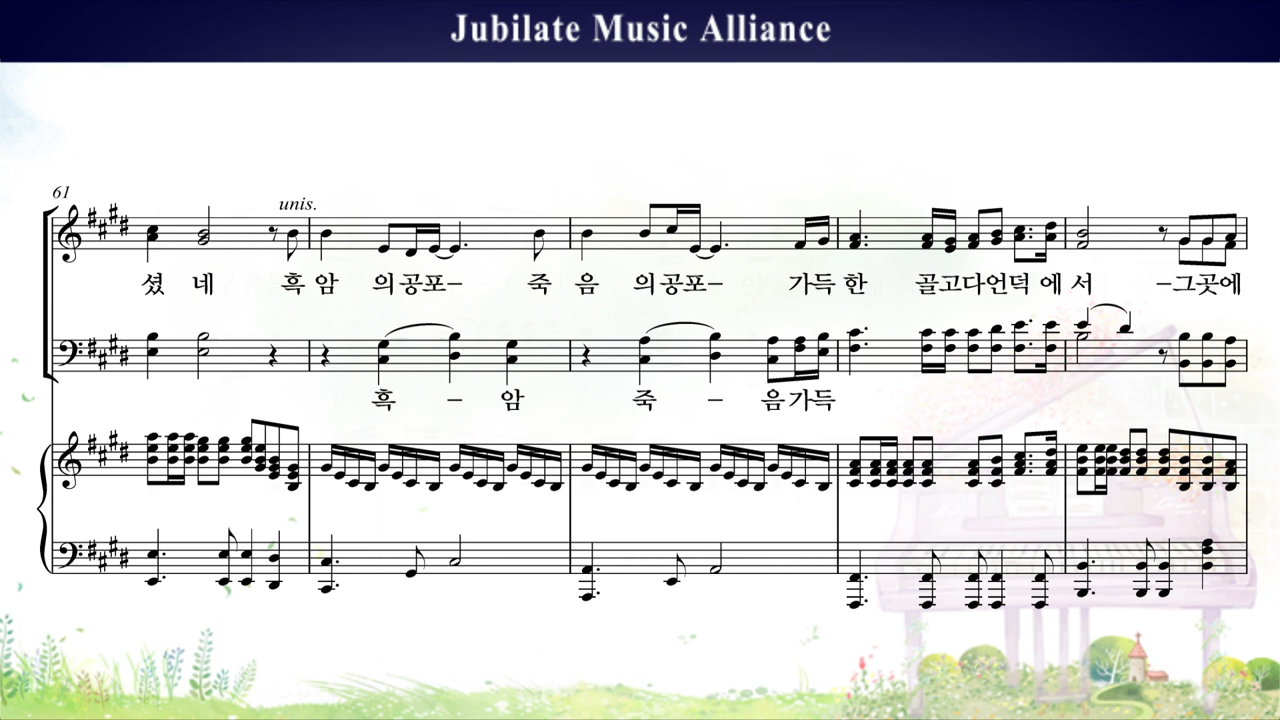 Jubilate Music Alliance
61
unis.
셨 네 흑 암 의 공포– 죽 음 의 공포– 가득 한 골고다언덕 에 서 –그곳에
흑 – 암 죽 – 음 가득